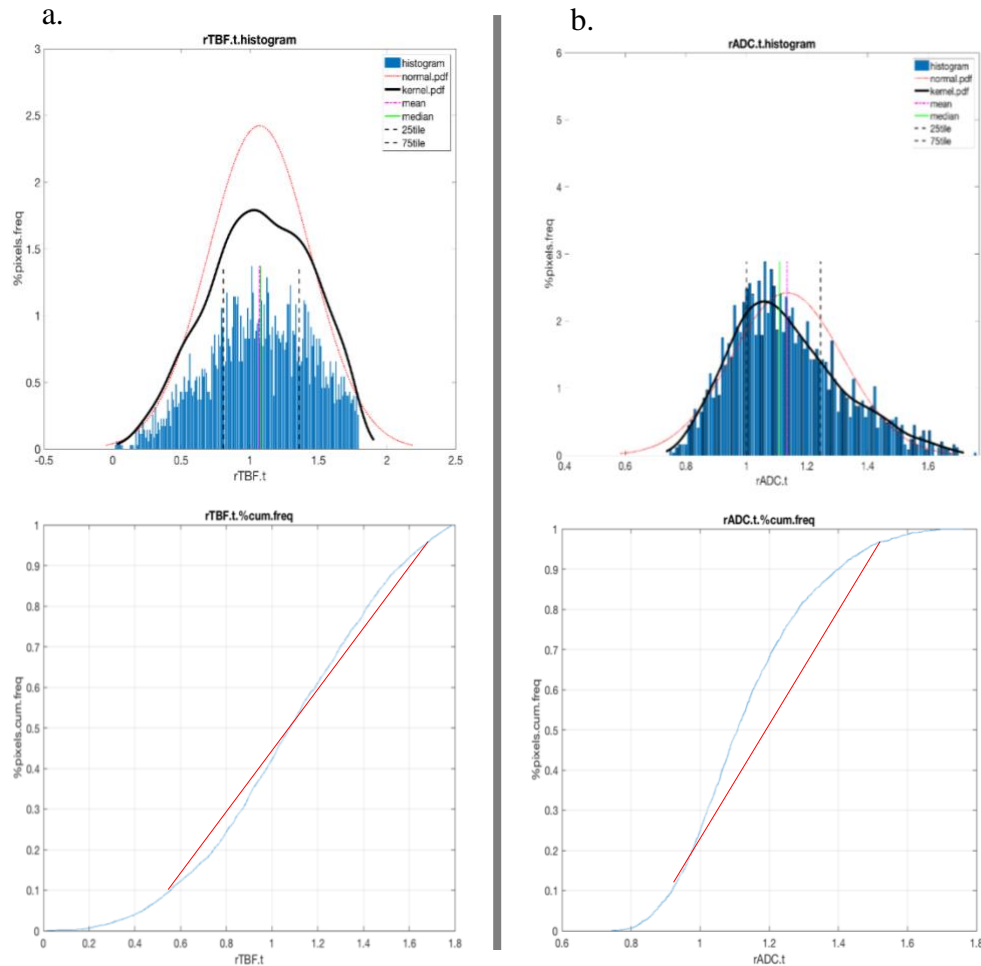 a.
rTBF.t.histogram
3
2.5
2
1.5
1
0.5
0
%pixels.freq
histogram
normal.pdf
kernel.pdf
mean
median
25tile
75tile
-0.5 0 0.5 1 1.5 2 2.5
rTBF.t
b.
rADC.t.histogram
6
5
4
3
2
1
0
%pixels.freq
histogram
normal.pdf
kernel.pdf
mean
median
25tile
75tile
0.4 0.6 0.8 1 1.2 1.4 1.6
rADC.t
rTBF.t.%cum.freq
1
0.9
0.8
0.7
0.6
0.5
0.4
0.3
0.2
0.1
0
%pixels.cum.freq
0 0.2 0.4 0.6 0.8 1 1.2 1.4 1.6 1.8
rTBF.t
rADC.t.%cum.freq
1
0.9
0.8
0.7
0.6
0.5
0.4
0.3
0.2
0.1
0
%pixels.cum.freq
0.6 0.8 1 1.2 1.4 1.6 1.8
rADC.t